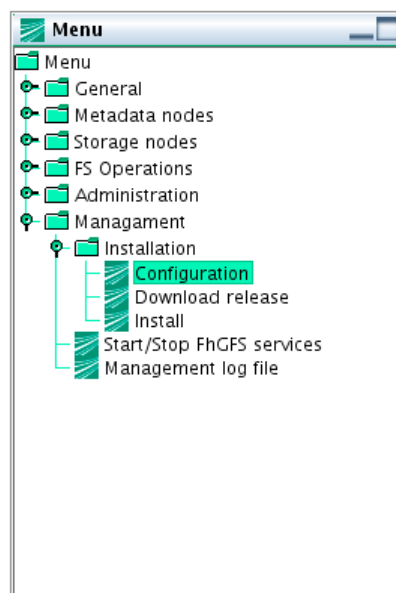 Menu
Menu
General
Metadata nodes
Storage nodes
FS Operations
Administration
Managament
Installation
Configuration
Download release
Install
Start/Stop FhGFS services
Management log file